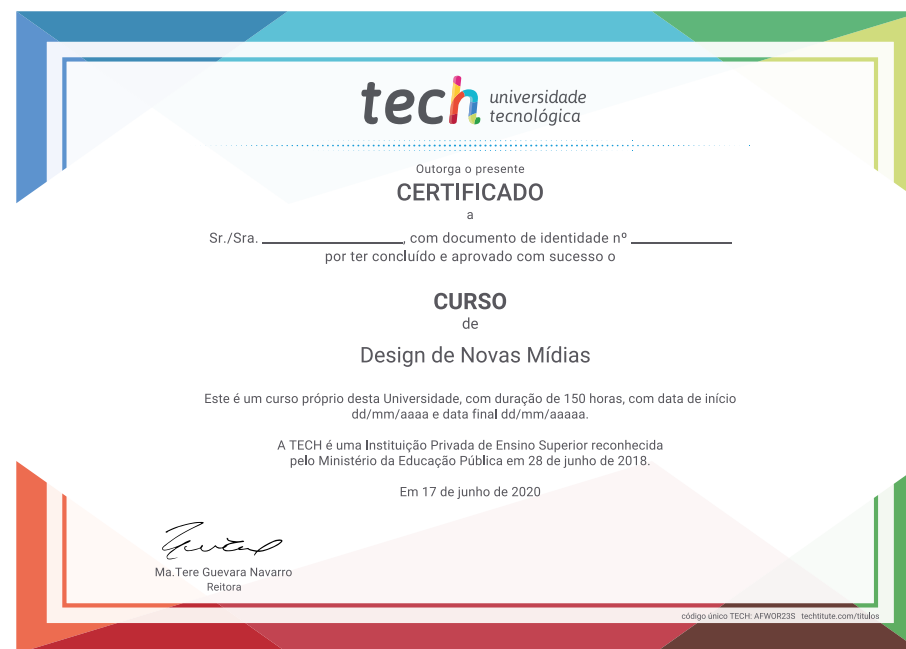 tech universidade
tecnológica
Outorga o presente
CERTIFICADO
a
Sr./Sra. ________________, com documento de identidade nº ____________
por ter concluído e aprovado com sucesso o
CURSO
de
Design de Novas Mídias
Este é um curso próprio desta Universidade, com duração de 150 horas, com data de início
dd/mm/aaaa e data final dd/mm/aaaaa.
A TECH é uma Instituição Privada de Ensino Superior reconhecida
pelo Ministério da Educação Pública em 28 de junho de 2018.
Em 17 de junho de 2020
Ma.Tere Guevara Navarro
Reitora
código único TECH: AFWOR23S techtitute.com/titulos